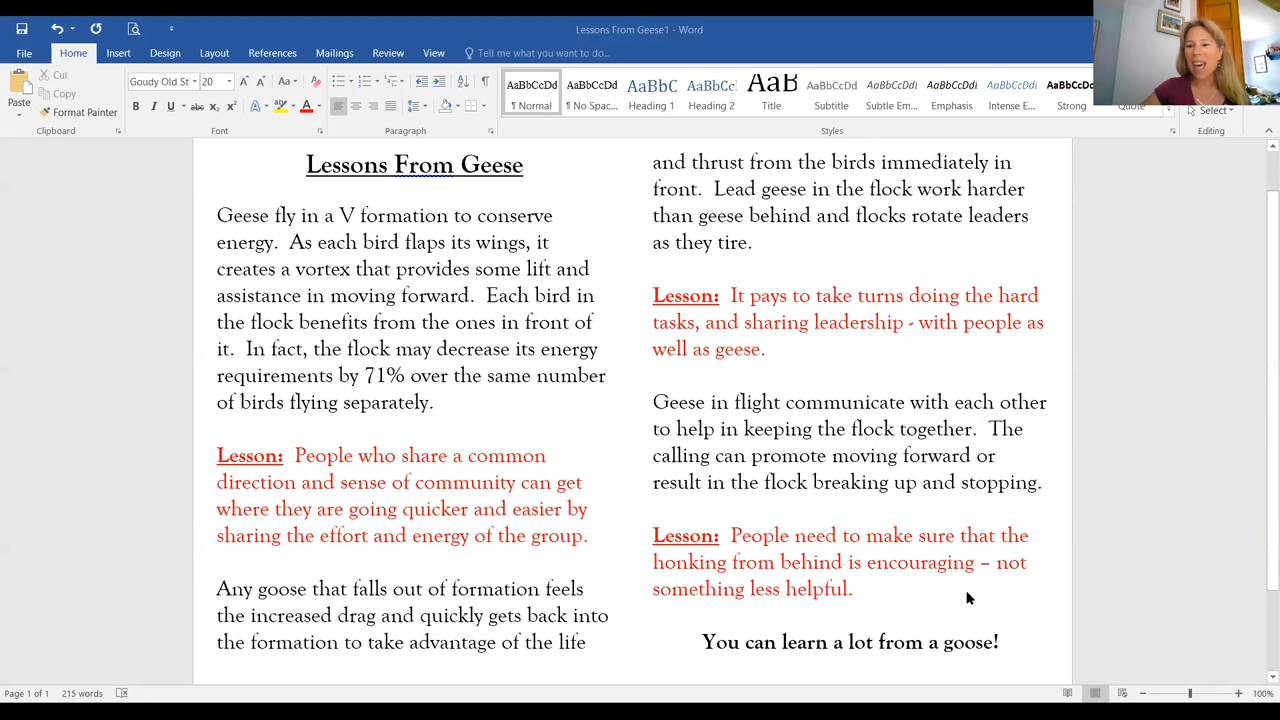 Lessons From Geese1 - Word
File Home Insert Design Layout References Mailings Review View Tell me what you want to do...
Cut
Copy
Paste
Format Painter
Clipboard
Goudy Old St 20
Font
Paragraph
AaBbCcDd AaBbCcDd AaBbC AaBbC AaB AaBbCcDd AaBbCcDd AaBbCcDd AaBbCcDd AaBbCcD
¶ Normal ¶ No Spac... Heading 1 Heading 2 Title Subtitle Subtle Em... Emphasis Intense E... Strong Quote
Styles
Select
Editing
Lessons From Geese
Geese fly in a V formation to conserve
energy. As each bird flaps its wings, it
creates a vortex that provides some lift and
assistance in moving forward. Each bird in
the flock benefits from the ones in front of
it. In fact, the flock may decrease its energy
requirements by 71% over the same number
of birds flying separately.
Lesson: People who share a common
direction and sense of community can get
where they are going quicker and easier by
sharing the effort and energy of the group.
Any goose that falls out of formation feels
the increased drag and quickly gets back into
the formation to take advantage of the life
and thrust from the birds immediately in
front. Lead geese in the flock work harder
than geese behind and flocks rotate leaders
as they tire.
Lesson: It pays to take turns doing the hard
tasks, and sharing leadership - with people as
well as geese.
Geese in flight communicate with each other
to help in keeping the flock together. The
calling can promote moving forward or
result in the flock breaking up and stopping.
Lesson: People need to make sure that the
honking from behind is encouraging – not
something less helpful.
You can learn a lot from a goose!
Page 1 of 1 215 words
100%